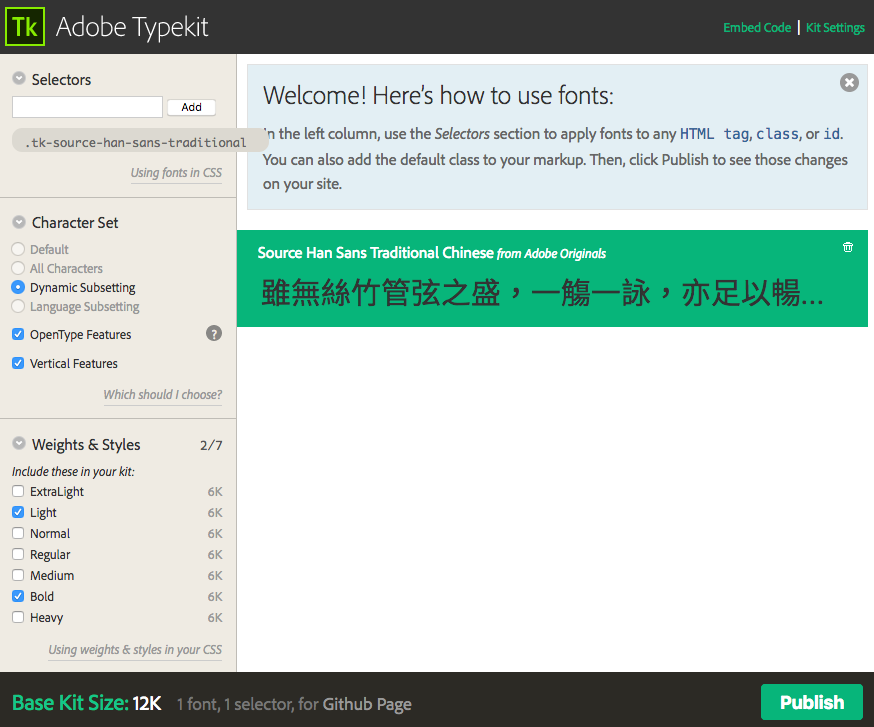 Tk Adobe Typekit
Embed Code | Kit Settings
Selectors
Add
.tk-source-han-sans-traditional
Using fonts in CSS
Character Set
Default
All Characters
Dynamic Subsetting
Language Subsetting
OpenType Features ?
Vertical Features
Which should I choose?
Weights & Styles 2/7
Include these in your kit:
ExtraLight 6K
Light 6K
Normal 6K
Regular 6K
Medium 6K
Bold 6K
Heavy 6K
Using weights & styles in your CSS
Welcome! Here's how to use fonts:
In the left column, use the Selectors section to apply fonts to any HTML tag, class, or id.
You can also add the default class to your markup. Then, click Publish to see those changes
on your site.
Source Han Sans Traditional Chinese from Adobe Originals
雖無絲竹管弦之盛，一觴一詠，亦足以暢...
Base Kit Size: 12K 1 font, 1 selector, for Github Page
Publish